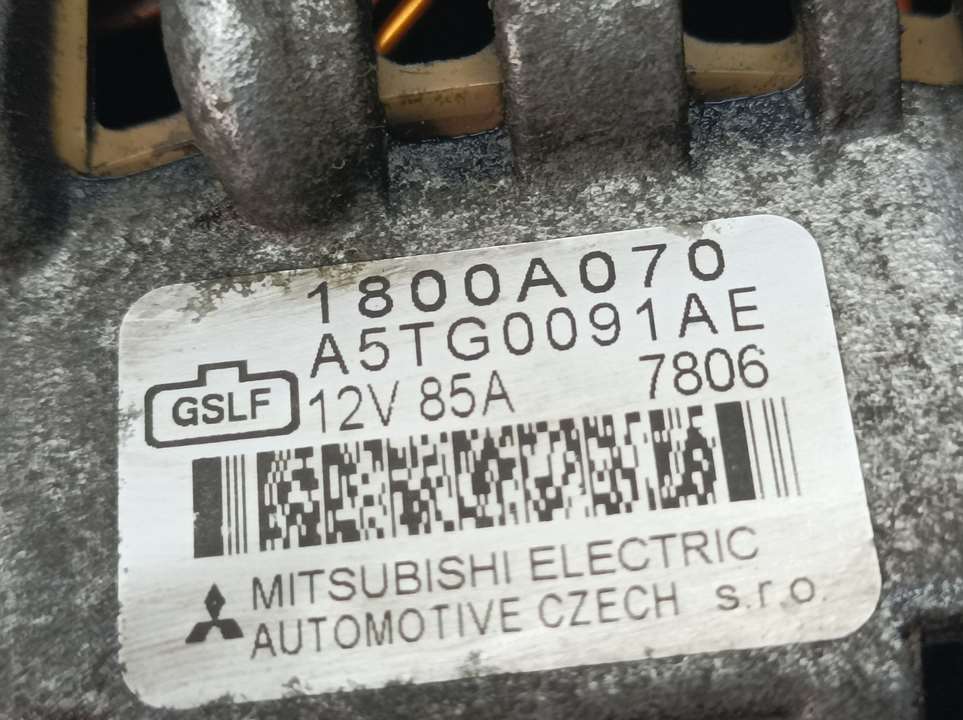 1800A070
A5TG0091AE
GSLF 12V 85A 7806
MITSUBISHI ELECTRIC
AUTOMOTIVE CZECH s.r.o.